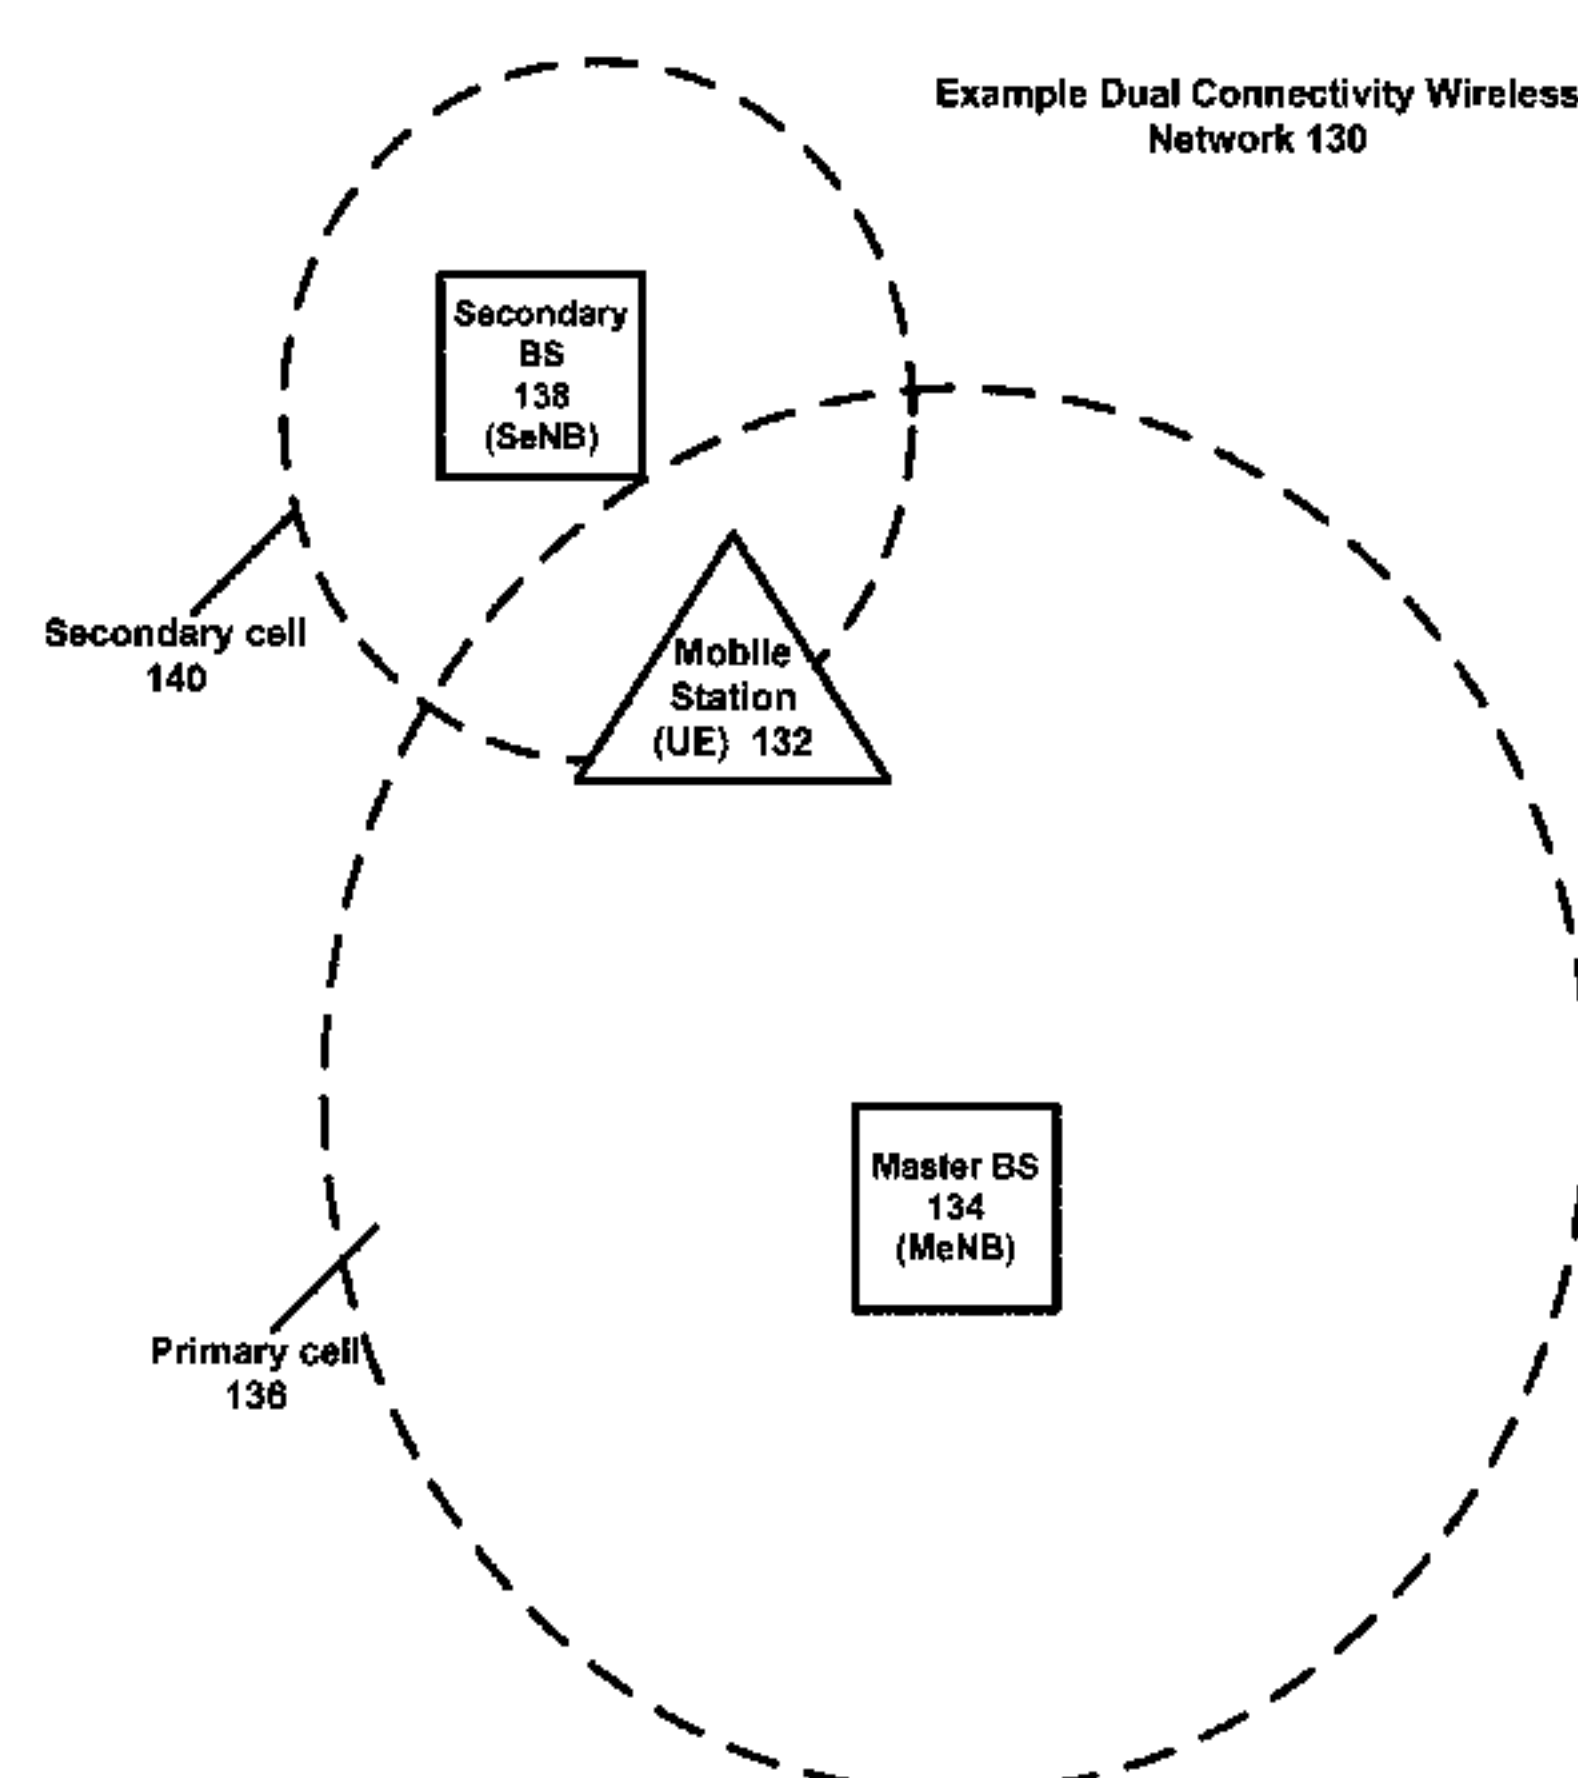 Example Dual Connectivity Wireless
Network 130
Secondary
BS
138
(SeNB)
Secondary cell
140
Mobile
Station
(UE) 132
Master BS
134
(MeNB)
Primary cell
136